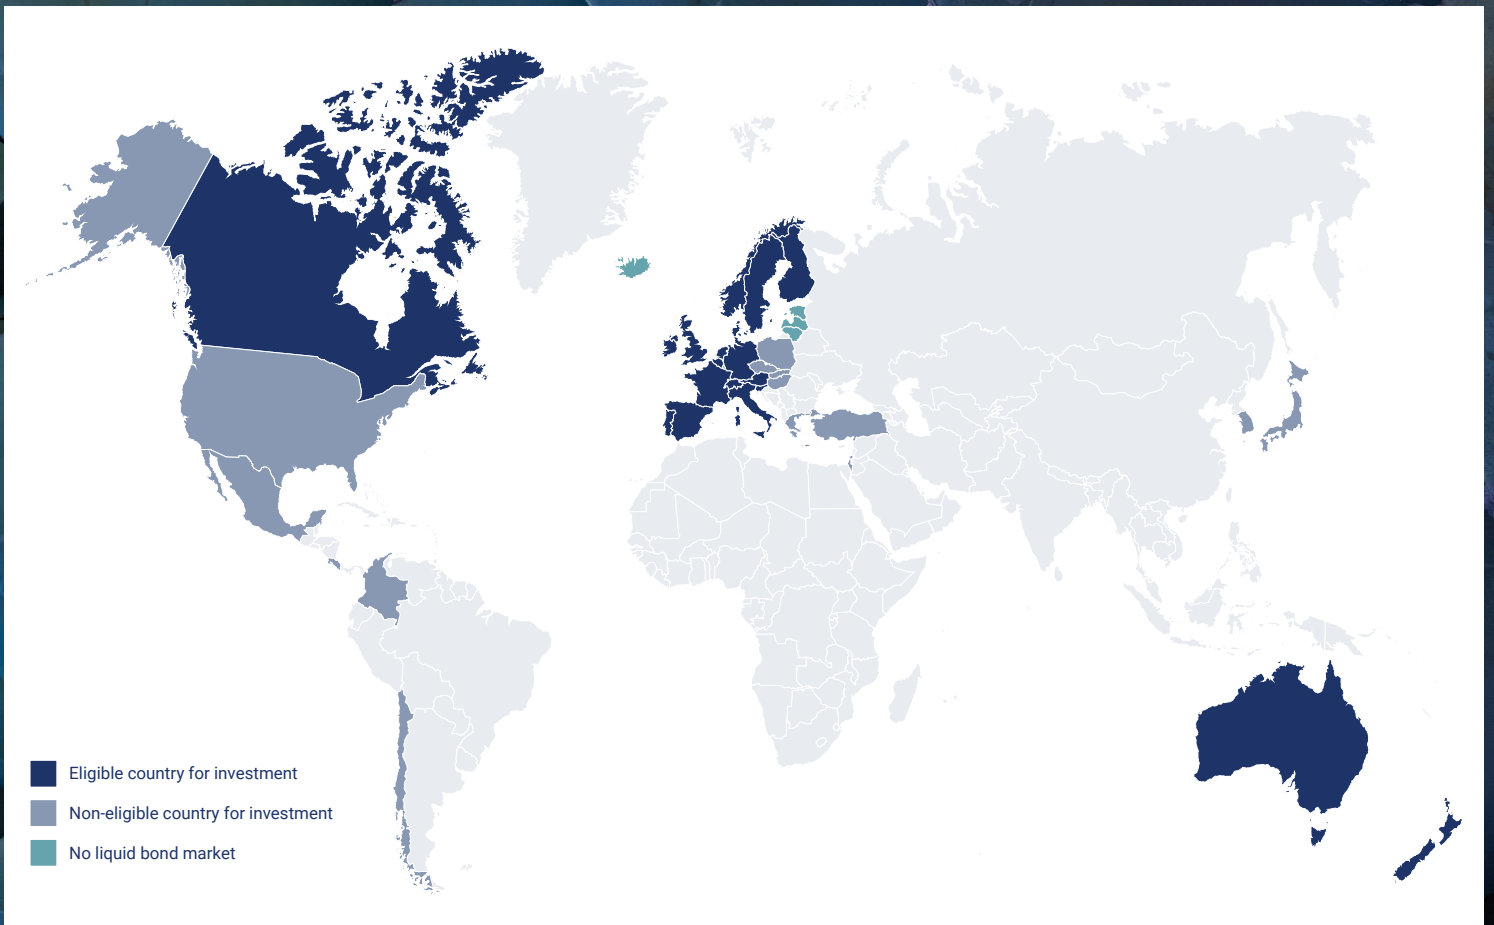 Eligible country for investment
Non-eligible country for investment
No liquid bond market